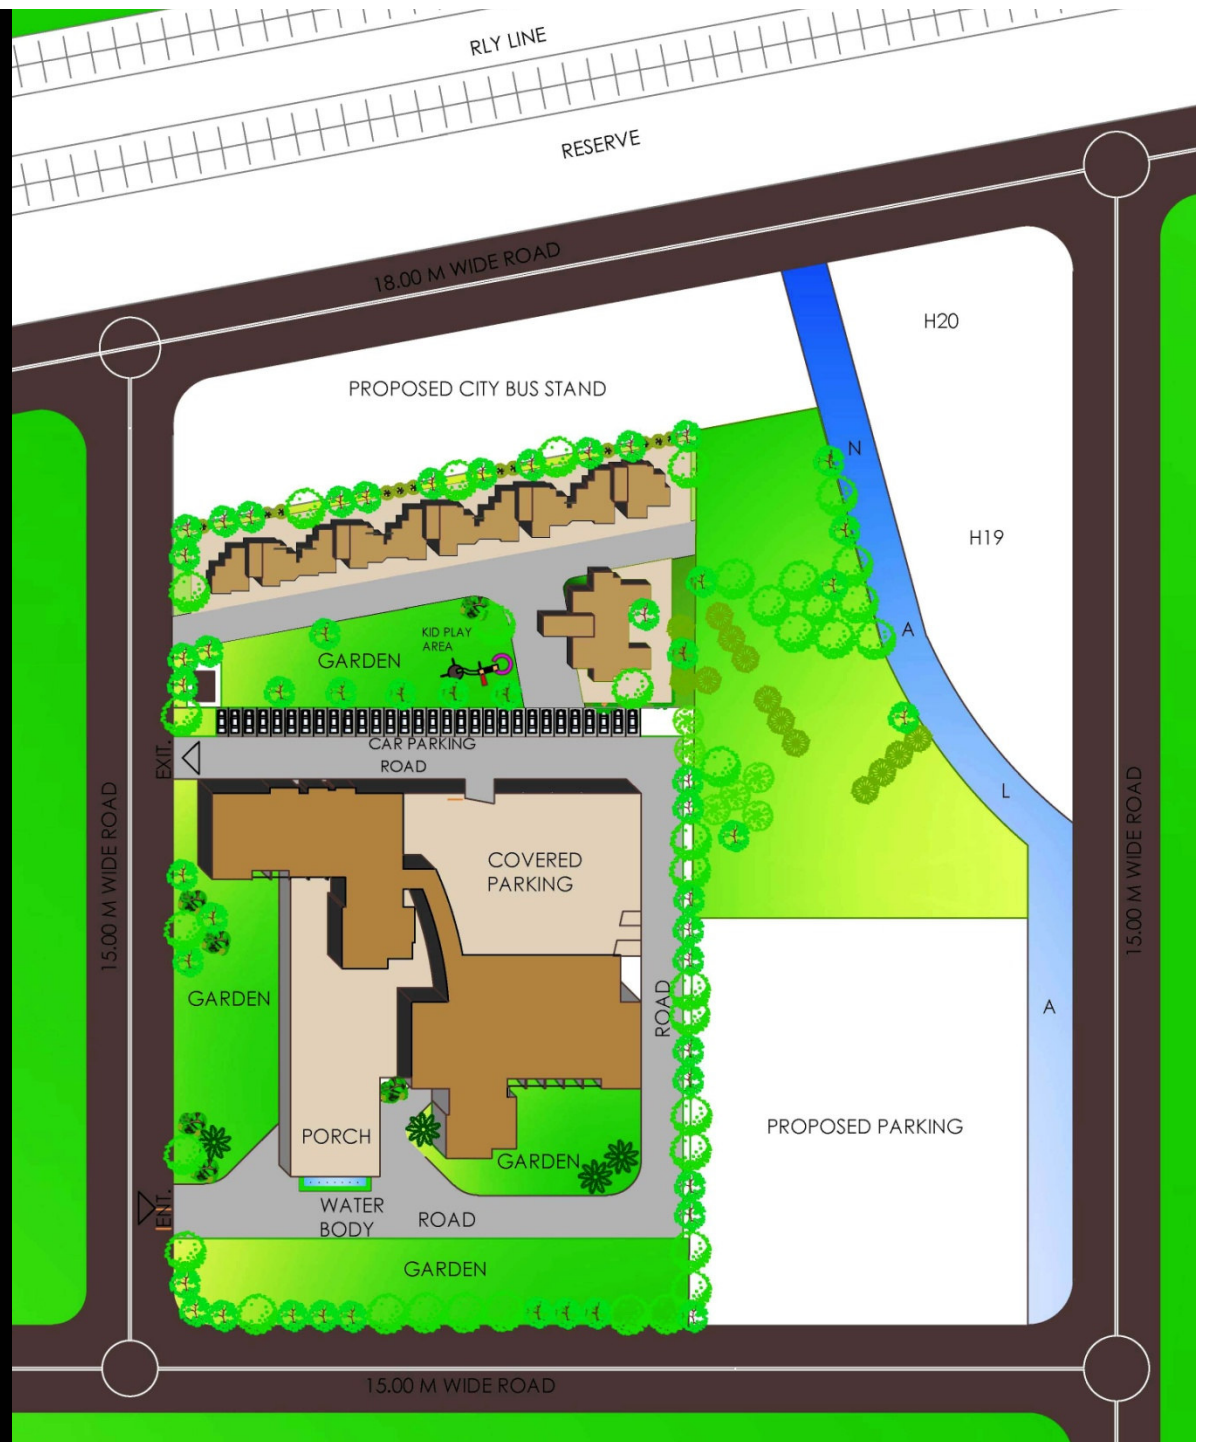 RLY LINE
RESERVE
18.00 M WIDE ROAD
H20
PROPOSED CITY BUS STAND
N
H19
A
KID PLAY
AREA
GARDEN
CAR PARKING
ROAD
EXIT.
L
15.00 M WIDE ROAD
15.00 M WIDE ROAD
COVERED
PARKING
GARDEN
ROAD
A
PORCH
PROPOSED PARKING
GARDEN
ENT.
WATER
BODY
ROAD
GARDEN
15.00 M WIDE ROAD